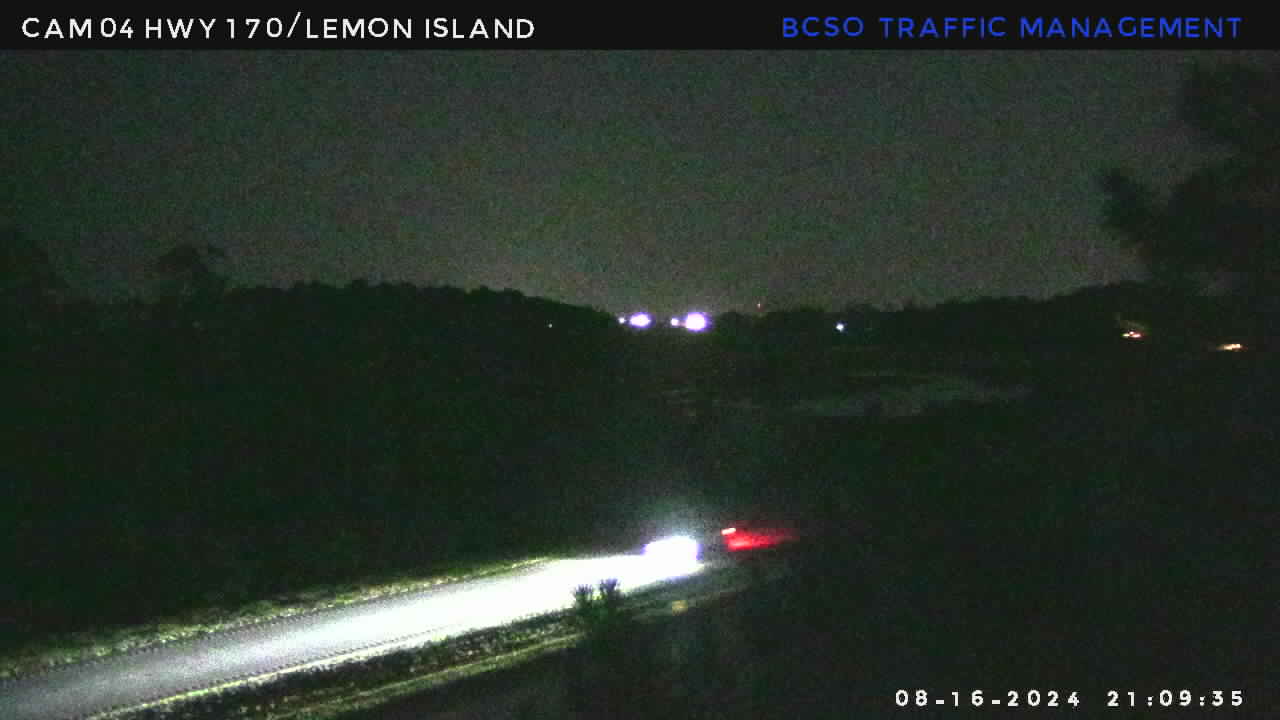 CAM04 HWY 170/LEMON ISLAND
BCSO TRAFFIC MANAGEMENT
08-16-2024 21:09:35